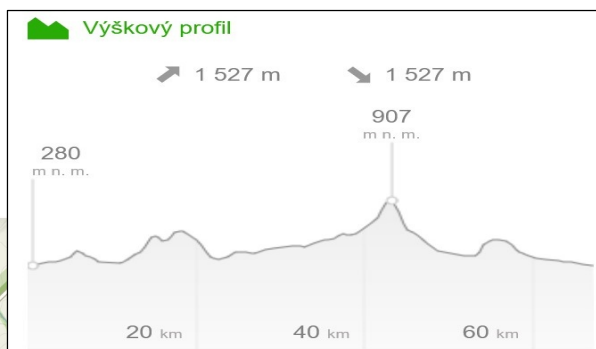 Výškový profil
1 527 m 1 527 m
907
m n. m.
280
m n. m.
20 km 40 km 60 km